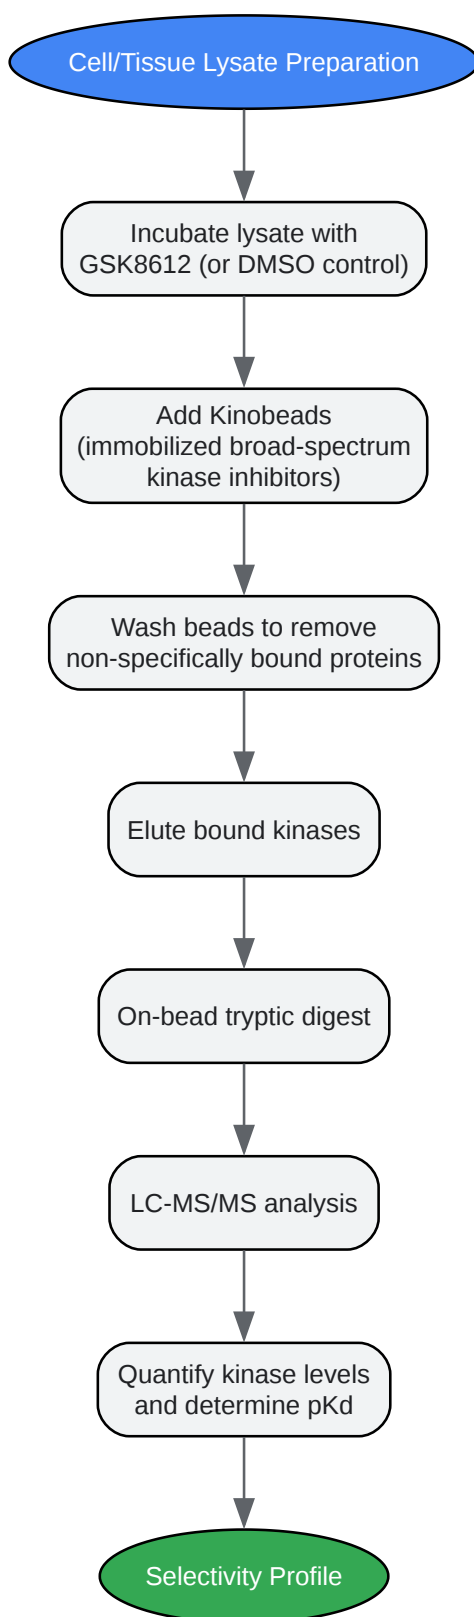 Cell/Tissue Lysate Preparation
Incubate lysate with
GSK8612 (or DMSO control)
Add Kinobeads
(immobilized broad-spectrum
kinase inhibitors)
Wash beads to remove
non-specifically bound proteins
Elute bound kinases
On-bead tryptic digest
LC-MS/MS analysis
Quantify kinase levels
and determine pKd
Selectivity Profile